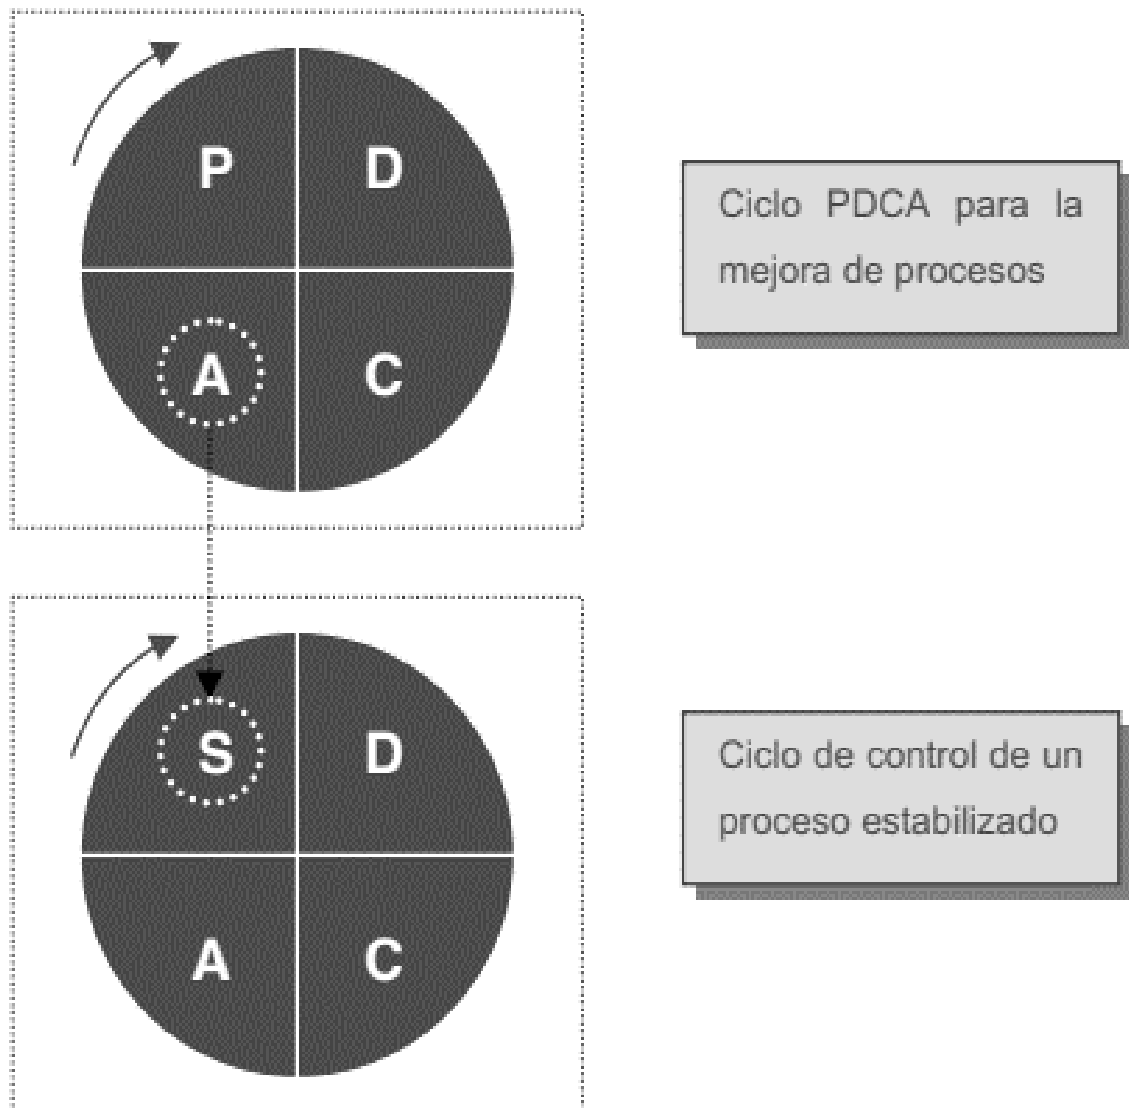 P D
A C
Ciclo PDCA para la
mejora de procesos
S D
A C
Ciclo de control de un
proceso estabilizado